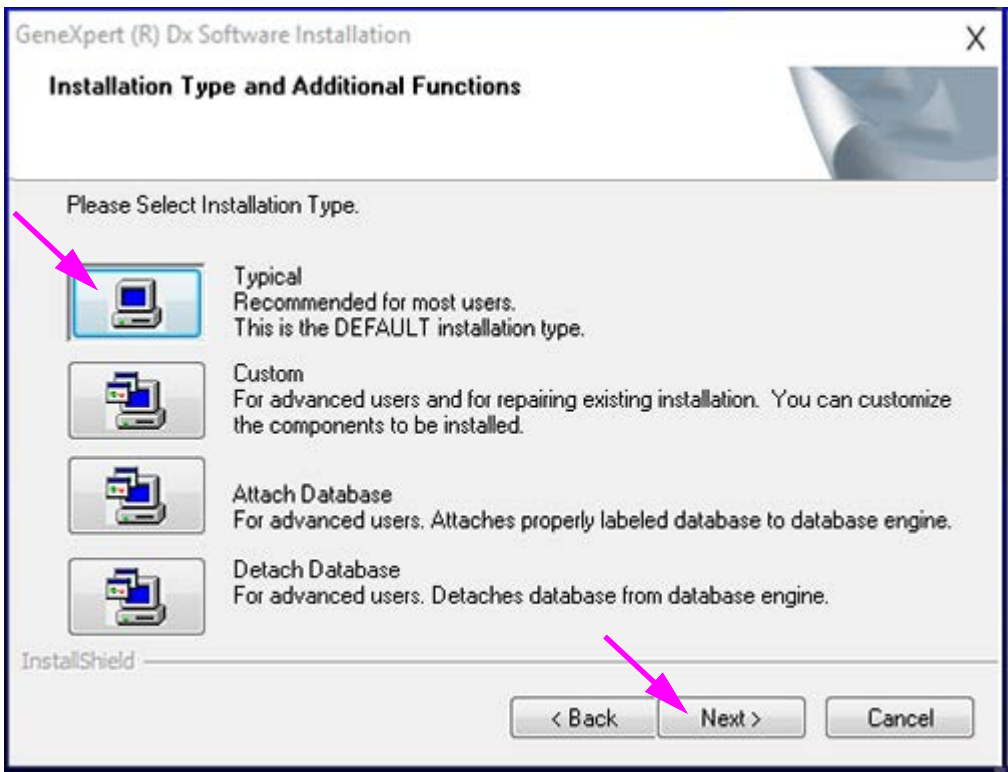 GeneXpert (R) Dx Software Installation
X
Installation Type and Additional Functions
Please Select Installation Type.
Typical
Recommended for most users.
This is the DEFAULT installation type.
Custom
For advanced users and for repairing existing installation.  You can customize
the components to be installed.
Attach Database
For advanced users. Attaches properly labeled database to database engine.
Detach Database
For advanced users. Detaches database from database engine.
InstallShield
< Back
Next >
Cancel